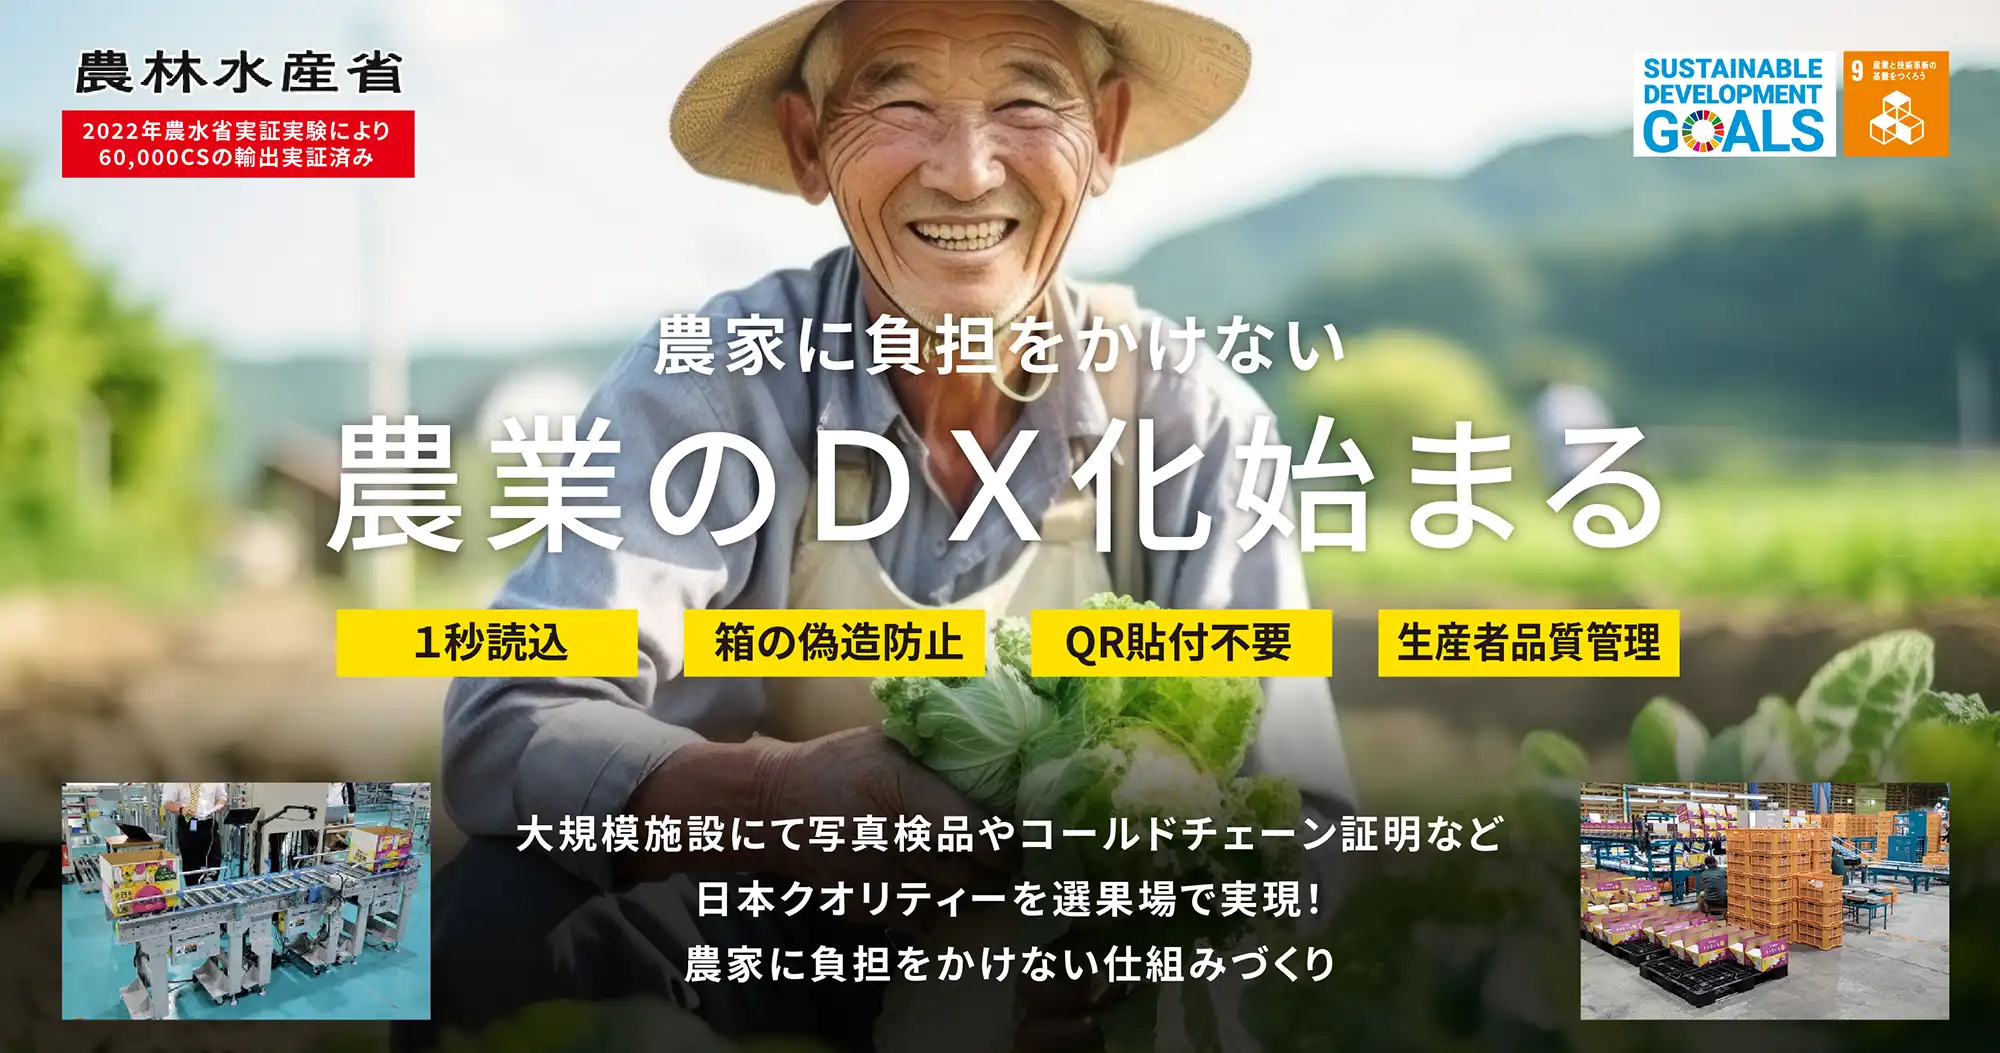 農林水産省
2022年農水省実証実験により
60,000CSの輸出実証済み
SUSTAINABLE
DEVELOPMENT
GOALS
9 産業と技術革新の
基盤をつくろう
農家に負担をかけない
農業のDX化始まる
1秒読込
箱の偽造防止
QR貼付不要
生産者品質管理
大規模施設にて写真検品やコールドチェーン証明など
日本クオリティーを選果場で実現!
農家に負担をかけない仕組みづくり